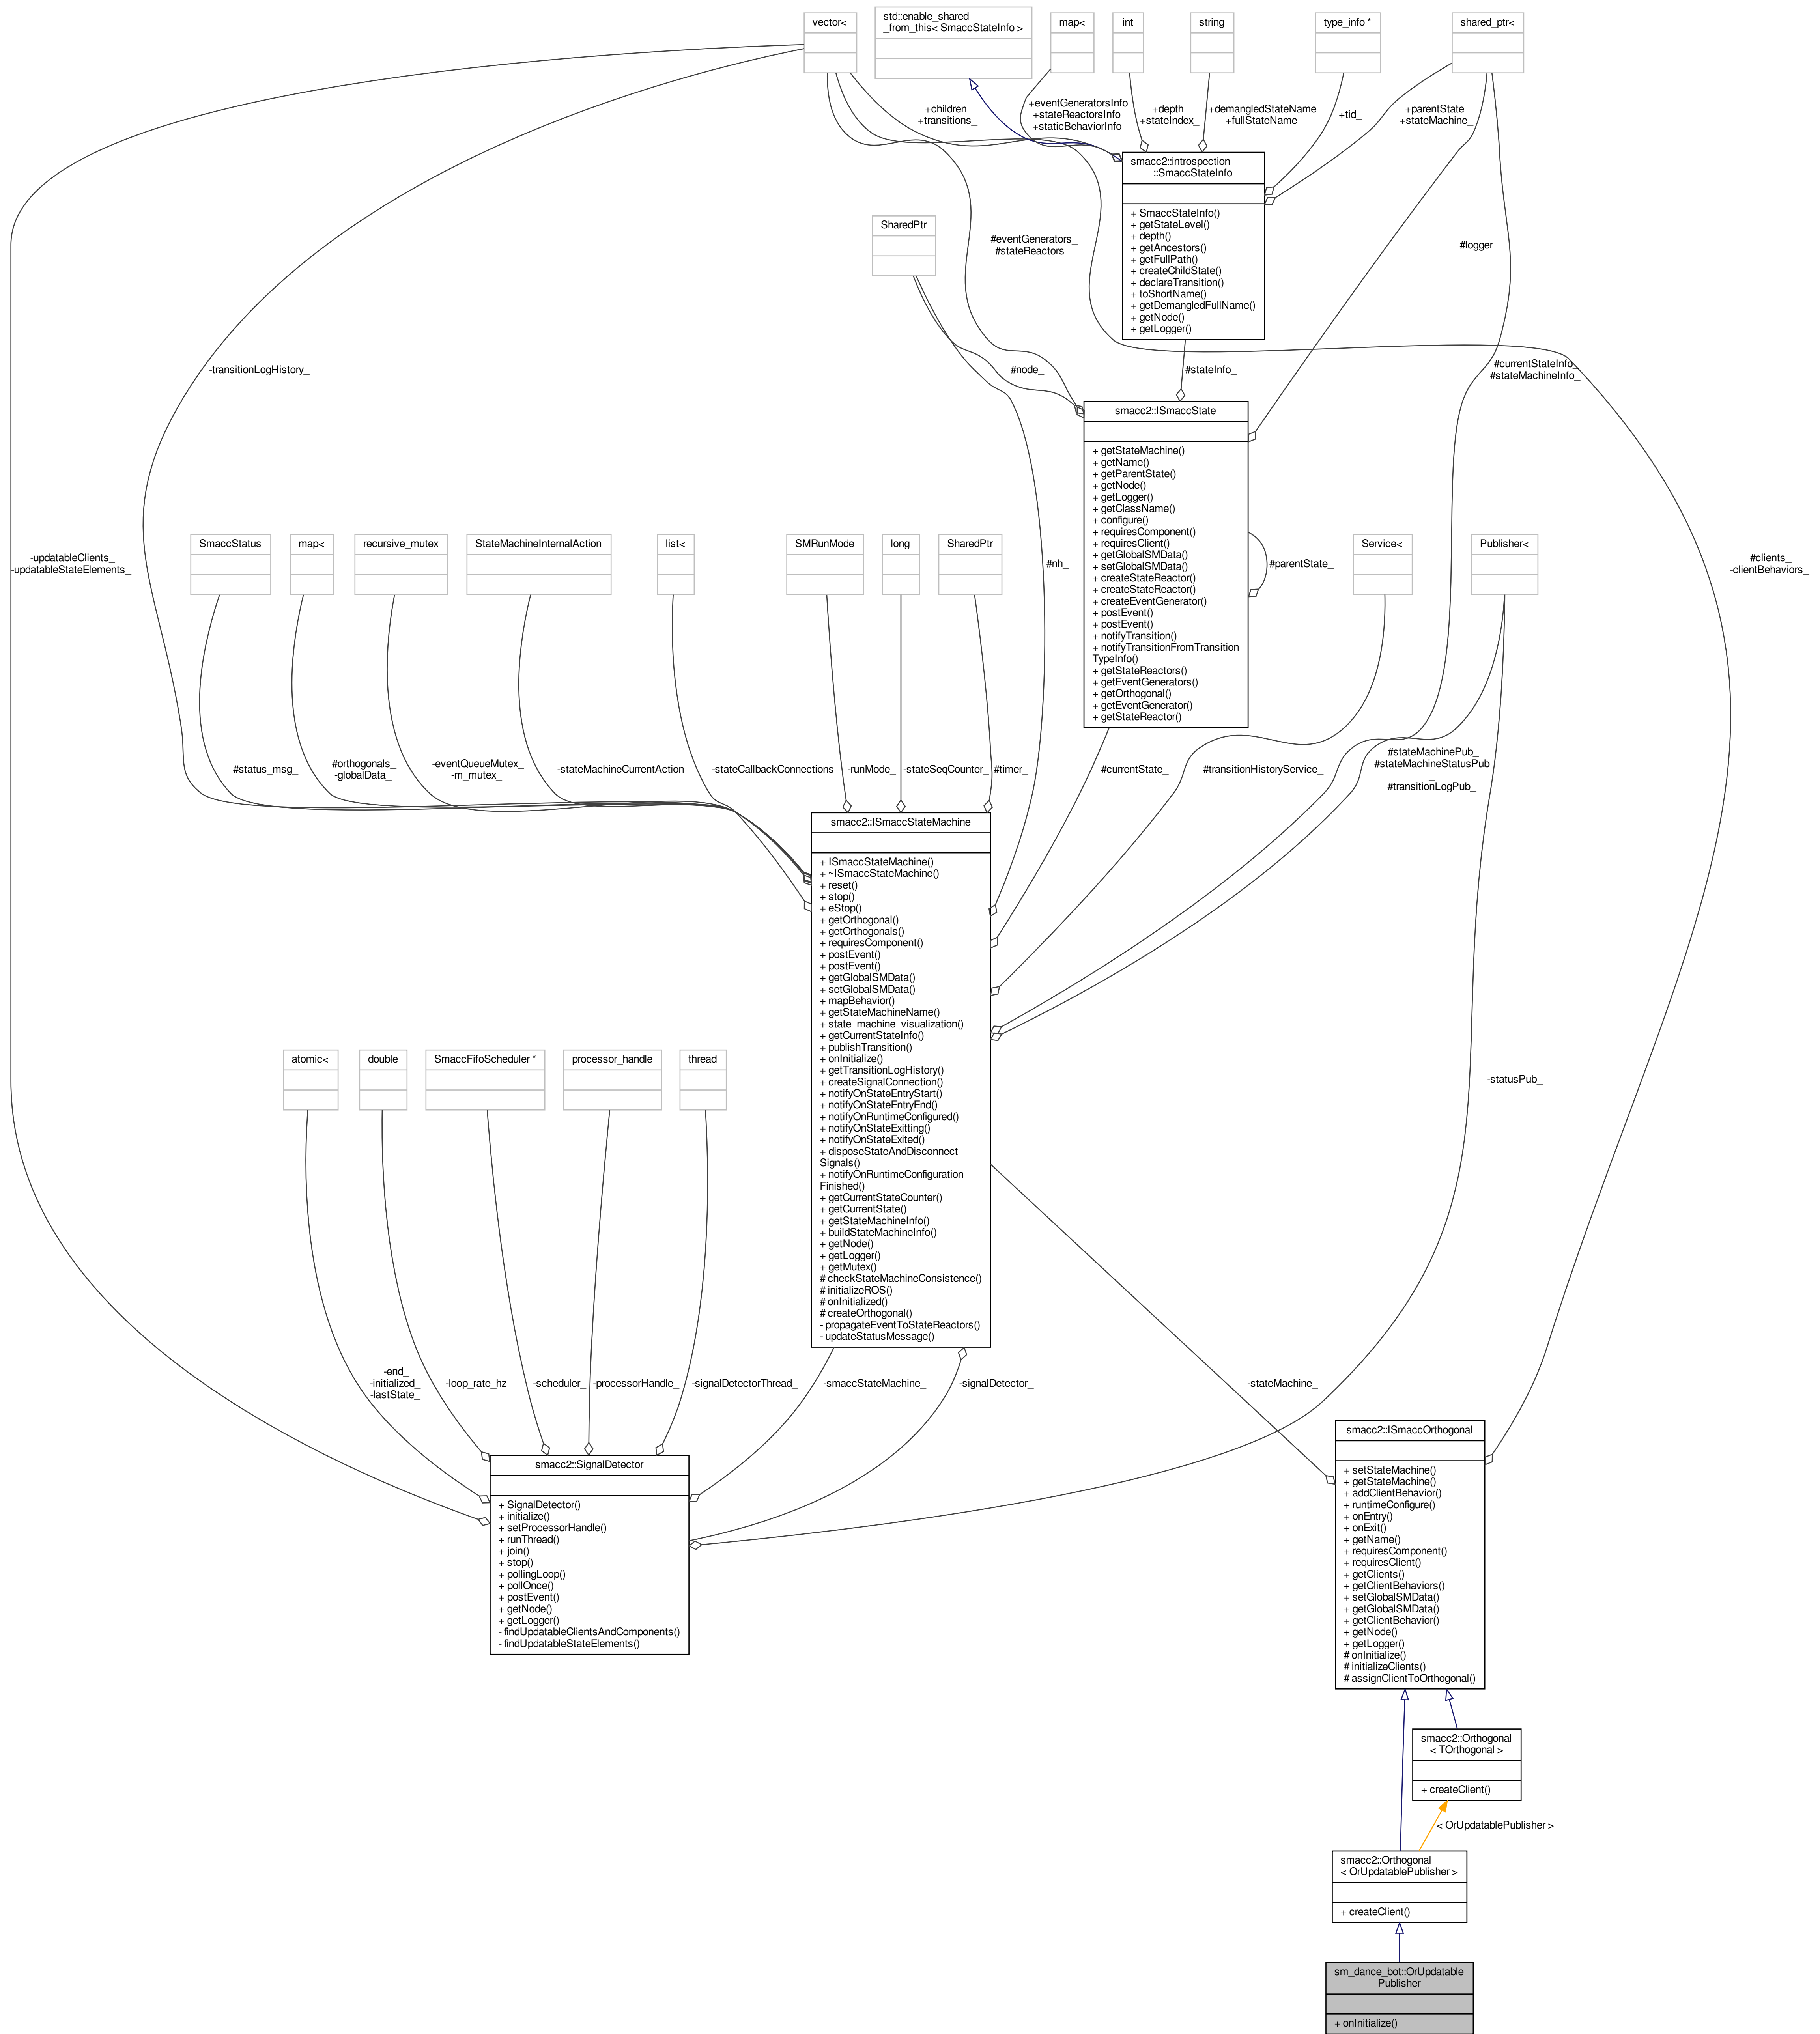 vector<
std::enable_shared
_from_this< SmaccStateInfo >
map<
int
string
type_info *
shared_ptr<
+children_
+transitions_
+eventGeneratorsInfo
+stateReactorsInfo
+staticBehaviorInfo
+depth_
+stateIndex_
+demangledStateName
+fullStateName
+tid_
+parentState_
+stateMachine_
smacc2::introspection
::SmaccStateInfo
+ SmaccStateInfo()
+ getStateLevel()
+ depth()
+ getAncestors()
+ getFullPath()
+ createChildState()
+ declareTransition()
+ toShortName()
+ getDemangledFullName()
+ getNode()
+ getLogger()
SharedPtr
#eventGenerators_
#stateReactors_
#logger_
-transitionLogHistory_
#node_
#stateInfo_
#currentStateInfo_
#stateMachineInfo_
smacc2::ISmaccState
+ getStateMachine()
+ getName()
+ getParentState()
+ getNode()
+ getLogger()
+ getClassName()
+ configure()
+ requiresComponent()
+ requiresClient()
+ getGlobalSMData()
+ setGlobalSMData()
+ createStateReactor()
+ createStateReactor()
+ createEventGenerator()
+ postEvent()
+ postEvent()
+ notifyTransition()
+ notifyTransitionFromTransition
TypeInfo()
+ getStateReactors()
+ getEventGenerators()
+ getOrthogonal()
+ getEventGenerator()
+ getStateReactor()
-updatableClients_
-updatableStateElements_
SmaccStatus
map<
recursive_mutex
StateMachineInternalAction
list<
SMRunMode
long
SharedPtr
#nh_
#parentState_
Service<
Publisher<
#clients_
-clientBehaviors_
#status_msg_
#orthogonals_
-globalData_
-eventQueueMutex_
-m_mutex_
-stateMachineCurrentAction
-stateCallbackConnections
-runMode_
-stateSeqCounter_
#timer_
#currentState_
#transitionHistoryService_
#stateMachinePub_
#stateMachineStatusPub
_
#transitionLogPub_
smacc2::ISmaccStateMachine
+ ISmaccStateMachine()
+ ~ISmaccStateMachine()
+ reset()
+ stop()
+ eStop()
+ getOrthogonal()
+ getOrthogonals()
+ requiresComponent()
+ postEvent()
+ postEvent()
+ getGlobalSMData()
+ setGlobalSMData()
+ mapBehavior()
+ getStateMachineName()
+ state_machine_visualization()
+ getCurrentStateInfo()
+ publishTransition()
+ onInitialize()
+ getTransitionLogHistory()
+ createSignalConnection()
+ notifyOnStateEntryStart()
+ notifyOnStateEntryEnd()
+ notifyOnRuntimeConfigured()
+ notifyOnStateExitting()
+ notifyOnStateExited()
+ disposeStateAndDisconnect
Signals()
+ notifyOnRuntimeConfiguration
Finished()
+ getCurrentStateCounter()
+ getCurrentState()
+ getStateMachineInfo()
+ buildStateMachineInfo()
+ getNode()
+ getLogger()
+ getMutex()
# checkStateMachineConsistence()
# initializeROS()
# onInitialized()
# createOrthogonal()
- propagateEventToStateReactors()
- updateStatusMessage()
atomic<
double
SmaccFifoScheduler *
processor_handle
thread
-statusPub_
-end_
-initialized_
-lastState_
-loop_rate_hz
-scheduler_
-processorHandle_
-signalDetectorThread_
-smaccStateMachine_
-signalDetector_
-stateMachine_
smacc2::SignalDetector
+ SignalDetector()
+ initialize()
+ setProcessorHandle()
+ runThread()
+ join()
+ stop()
+ pollingLoop()
+ pollOnce()
+ postEvent()
+ getNode()
+ getLogger()
- findUpdatableClientsAndComponents()
- findUpdatableStateElements()
smacc2::ISmaccOrthogonal
+ setStateMachine()
+ getStateMachine()
+ addClientBehavior()
+ runtimeConfigure()
+ onEntry()
+ onExit()
+ getName()
+ requiresComponent()
+ requiresClient()
+ getClients()
+ getClientBehaviors()
+ setGlobalSMData()
+ getGlobalSMData()
+ getClientBehavior()
+ getNode()
+ getLogger()
# onInitialize()
# initializeClients()
# assignClientToOrthogonal()
smacc2::Orthogonal
< TOrthogonal >
+ createClient()
< OrUpdatablePublisher >
smacc2::Orthogonal
< OrUpdatablePublisher >
+ createClient()
sm_dance_bot::OrUpdatable
Publisher
+ onInitialize()